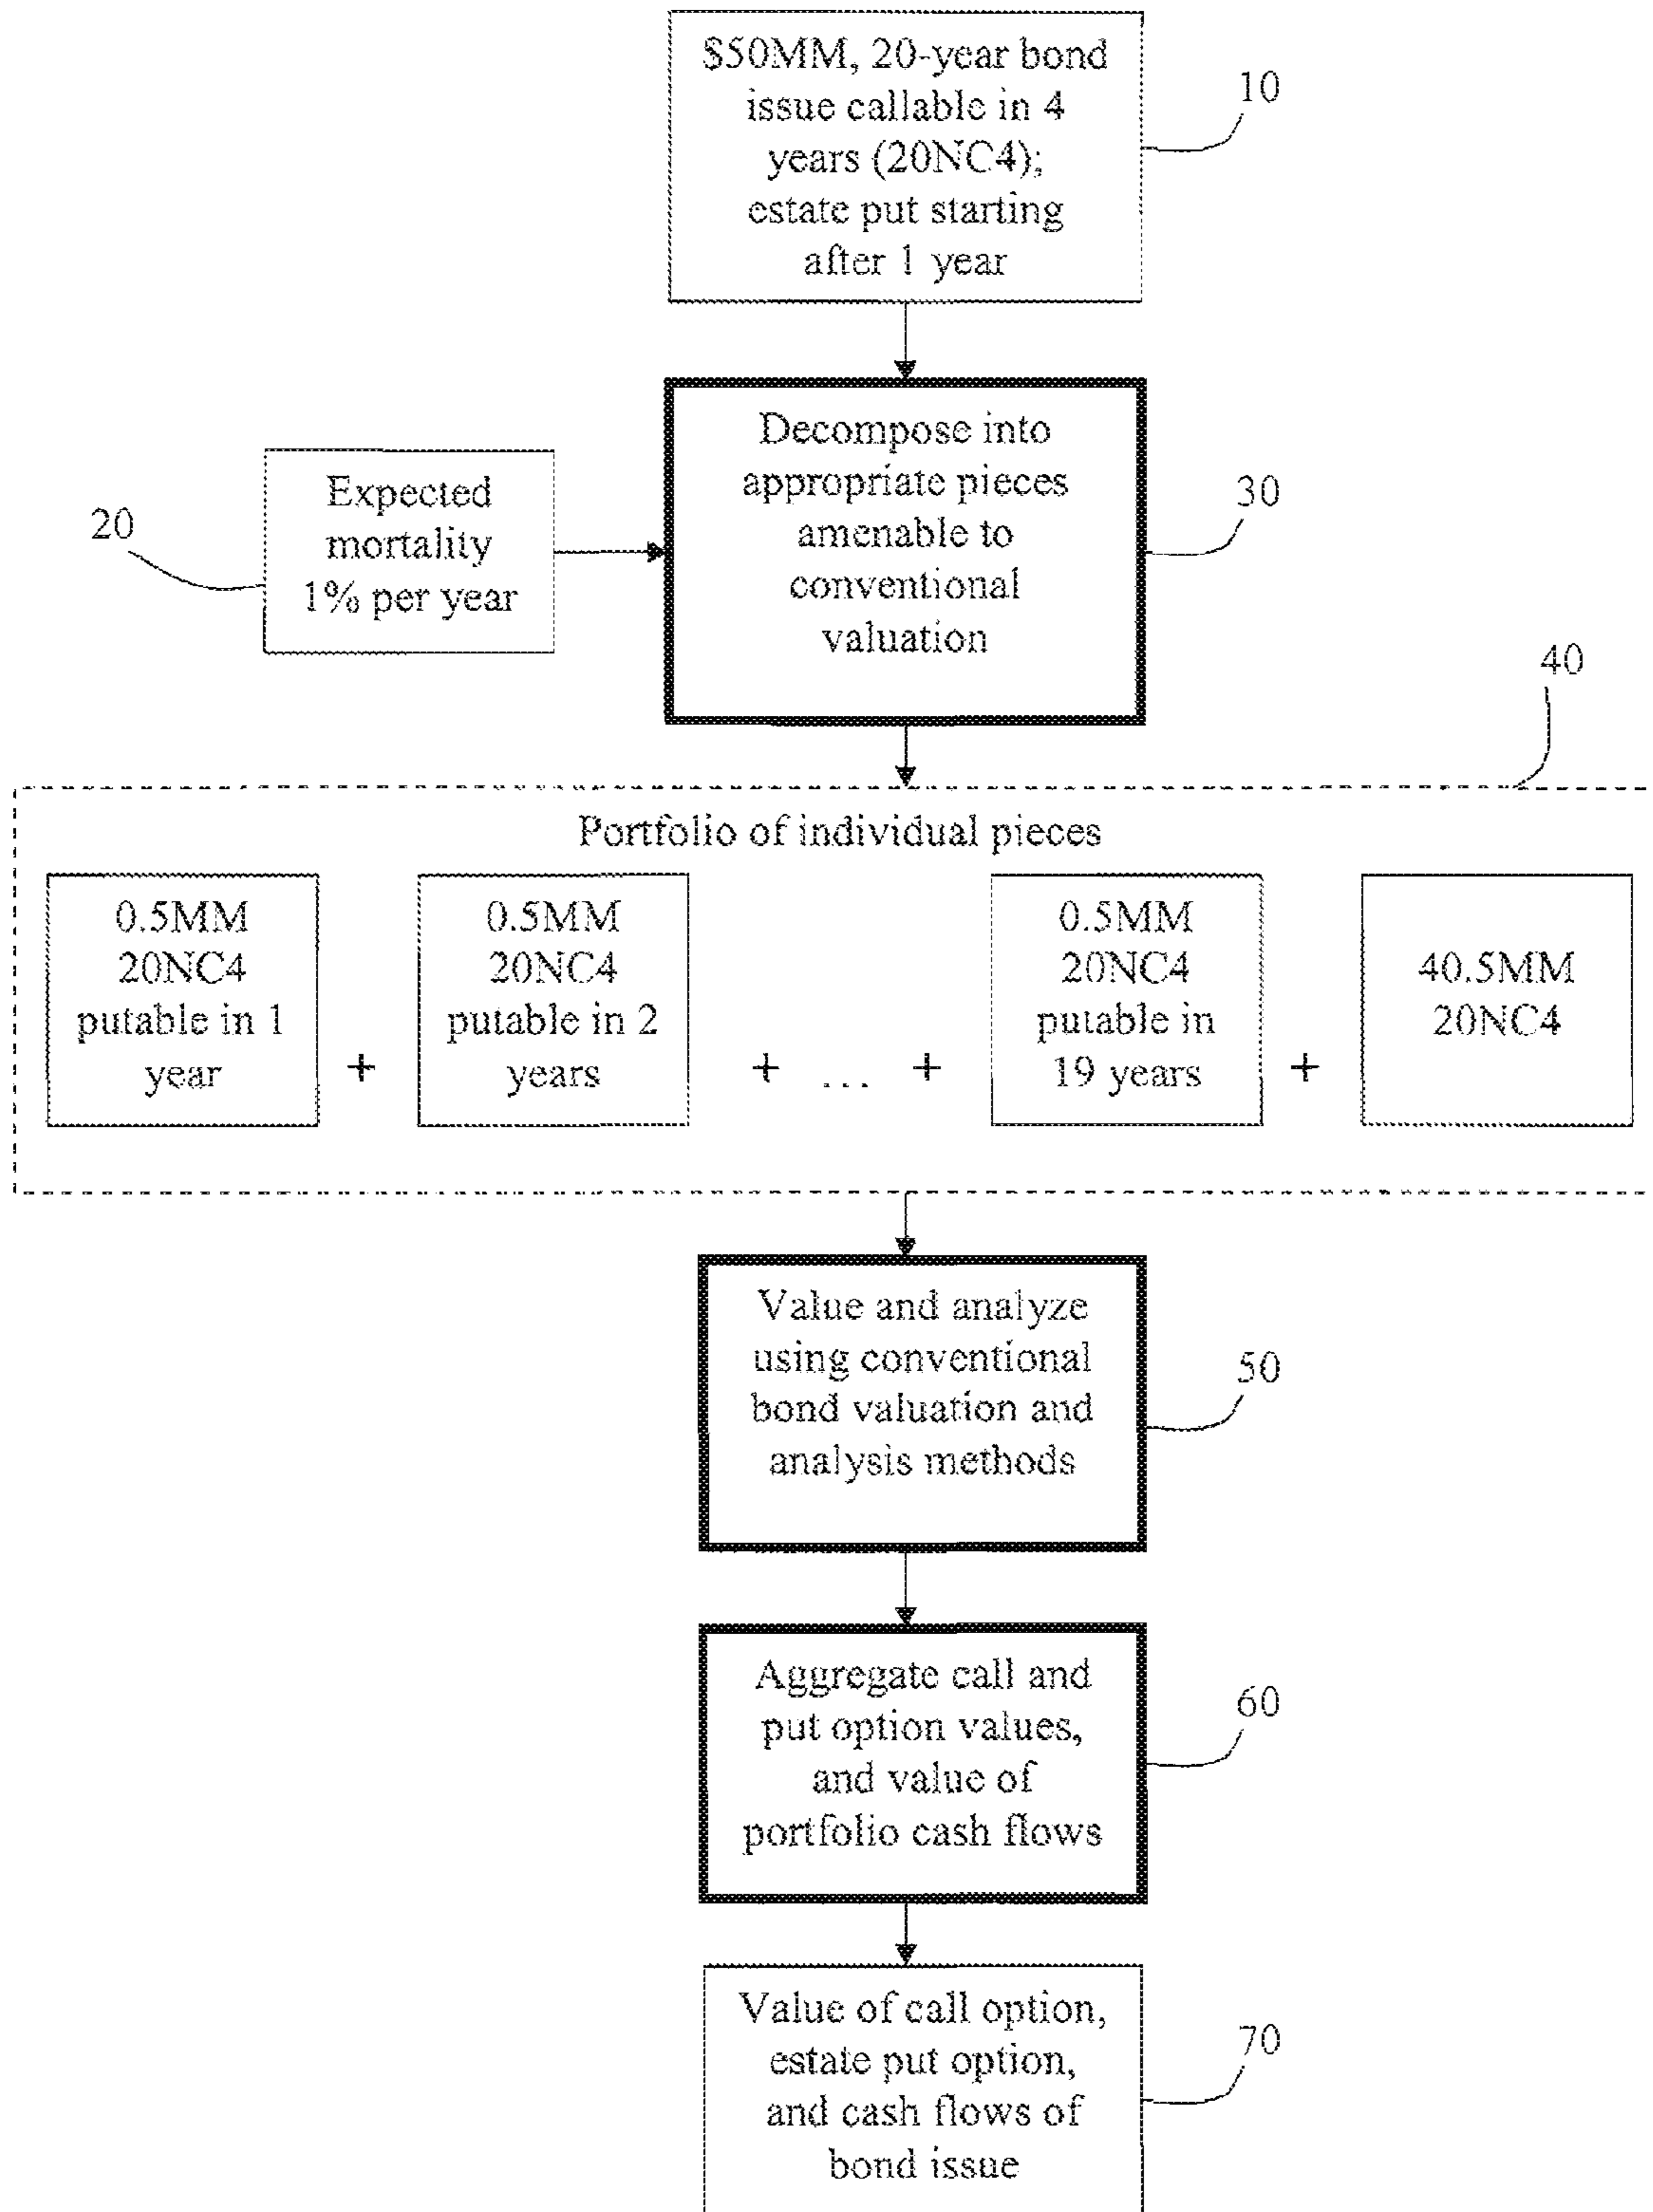 $50MM, 20-year bond
issue callable in 4
years (20NC4);
estate put starting
after 1 year
10
Decompose into
appropriate pieces
amenable to
conventional
valuation
30
Expected
mortality
1% per year
20
40
Portfolio of individual pieces
0.5MM
20NC4
putable in 1
year
+
0.5MM
20NC4
putable in 2
years
+ ... +
0.5MM
20NC4
putable in
19 years
+
40.5MM
20NC4
Value and analyze
using conventional
bond valuation and
analysis methods
50
Aggregate call and
put option values,
and value of
portfolio cash flows
60
Value of call option,
estate put option,
and cash flows of
bond issue
70